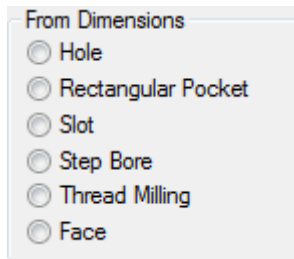 From Dimensions
Hole
Rectangular Pocket
Slot
Step Bore
Thread Milling
Face